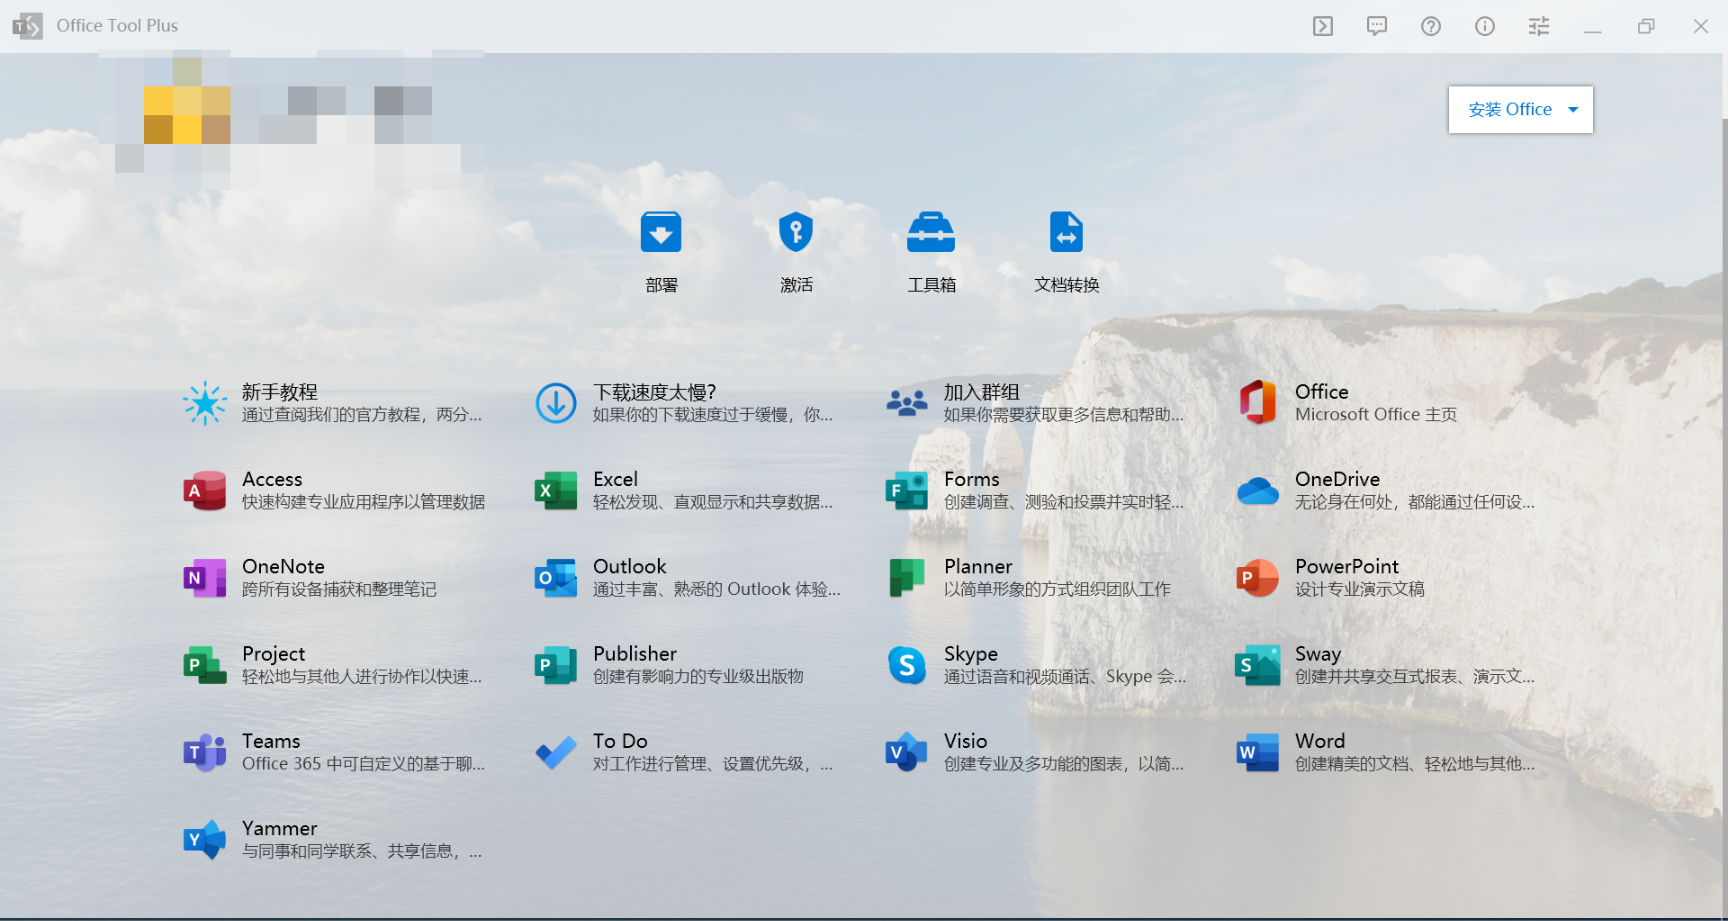 Office Tool Plus
安装 Office
部署
激活
工具箱
文档转换
新手教程
通过查阅我们的官方教程，两分...
下载速度太慢?
如果你的下载速度过于缓慢，你...
加入群组
如果你需要获取更多信息和帮助...
Office
Microsoft Office 主页
Access
快速构建专业应用程序以管理数据
Excel
轻松发现、直观显示和共享数据...
Forms
创建调查、测验和投票并实时轻...
OneDrive
无论身在何处，都能通过任何设...
OneNote
跨所有设备捕获和整理笔记
Outlook
通过丰富、熟悉的 Outlook 体验...
Planner
以简单形象的方式组织团队工作
PowerPoint
设计专业演示文稿
Project
轻松地与其他人进行协作以快速...
Publisher
创建有影响力的专业级出版物
Skype
通过语音和视频通话、Skype 会...
Sway
创建并共享交互式报表、演示文...
Teams
Office 365 中可自定义的基于聊...
To Do
对工作进行管理、设置优先级，...
Visio
创建专业及多功能的图表，以简...
Word
创建精美的文档、轻松地与其他...
Yammer
与同事和同学联系、共享信息，...